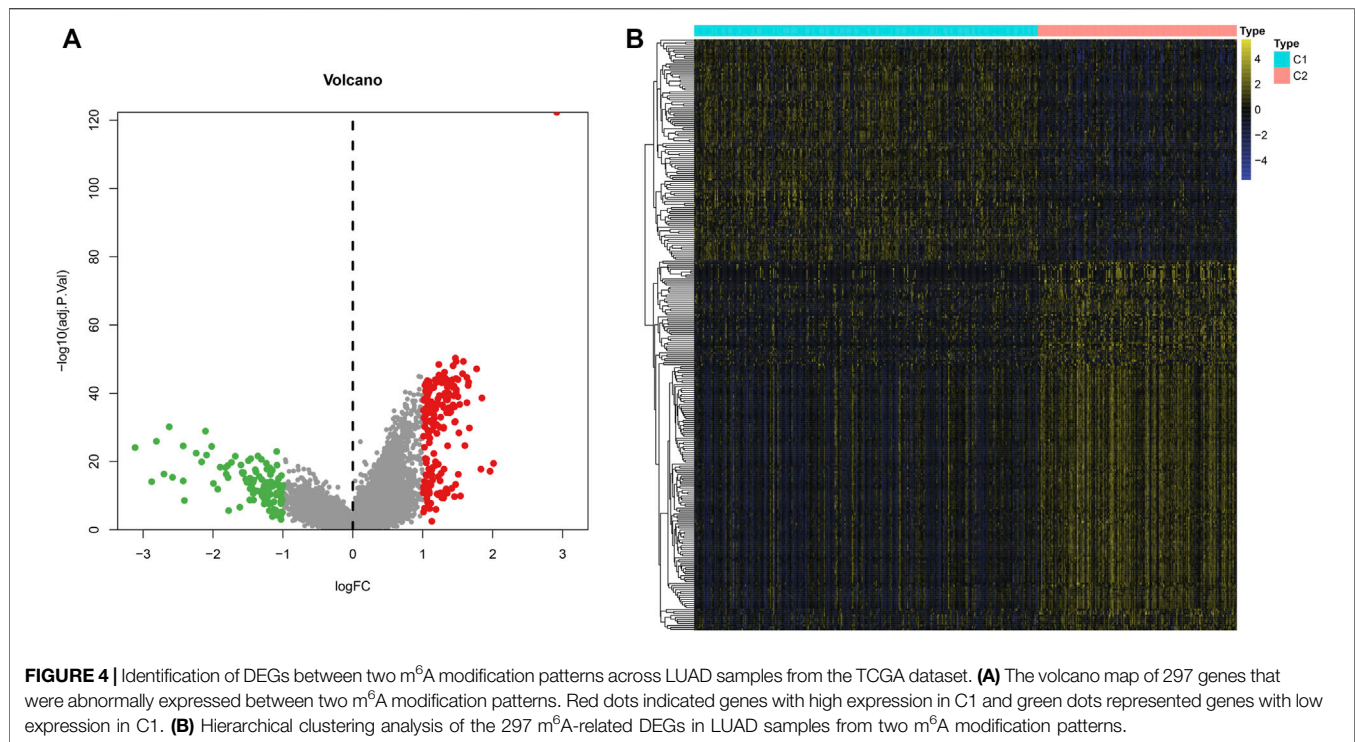 A
Volcano
120
100
80
60
40
20
0
-log10(adj.P.Val)
−3 −2 −1 0 1 2 3
logFC
B
Type
4
2
0
−2
−4
Type
C1
C2
FIGURE 4 | Identification of DEGs between two m⁶A modification patterns across LUAD samples from the TCGA dataset. (A) The volcano map of 297 genes that
were abnormally expressed between two m⁶A modification patterns. Red dots indicated genes with high expression in C1 and green dots represented genes with low
expression in C1. (B) Hierarchical clustering analysis of the 297 m⁶A-related DEGs in LUAD samples from two m⁶A modification patterns.